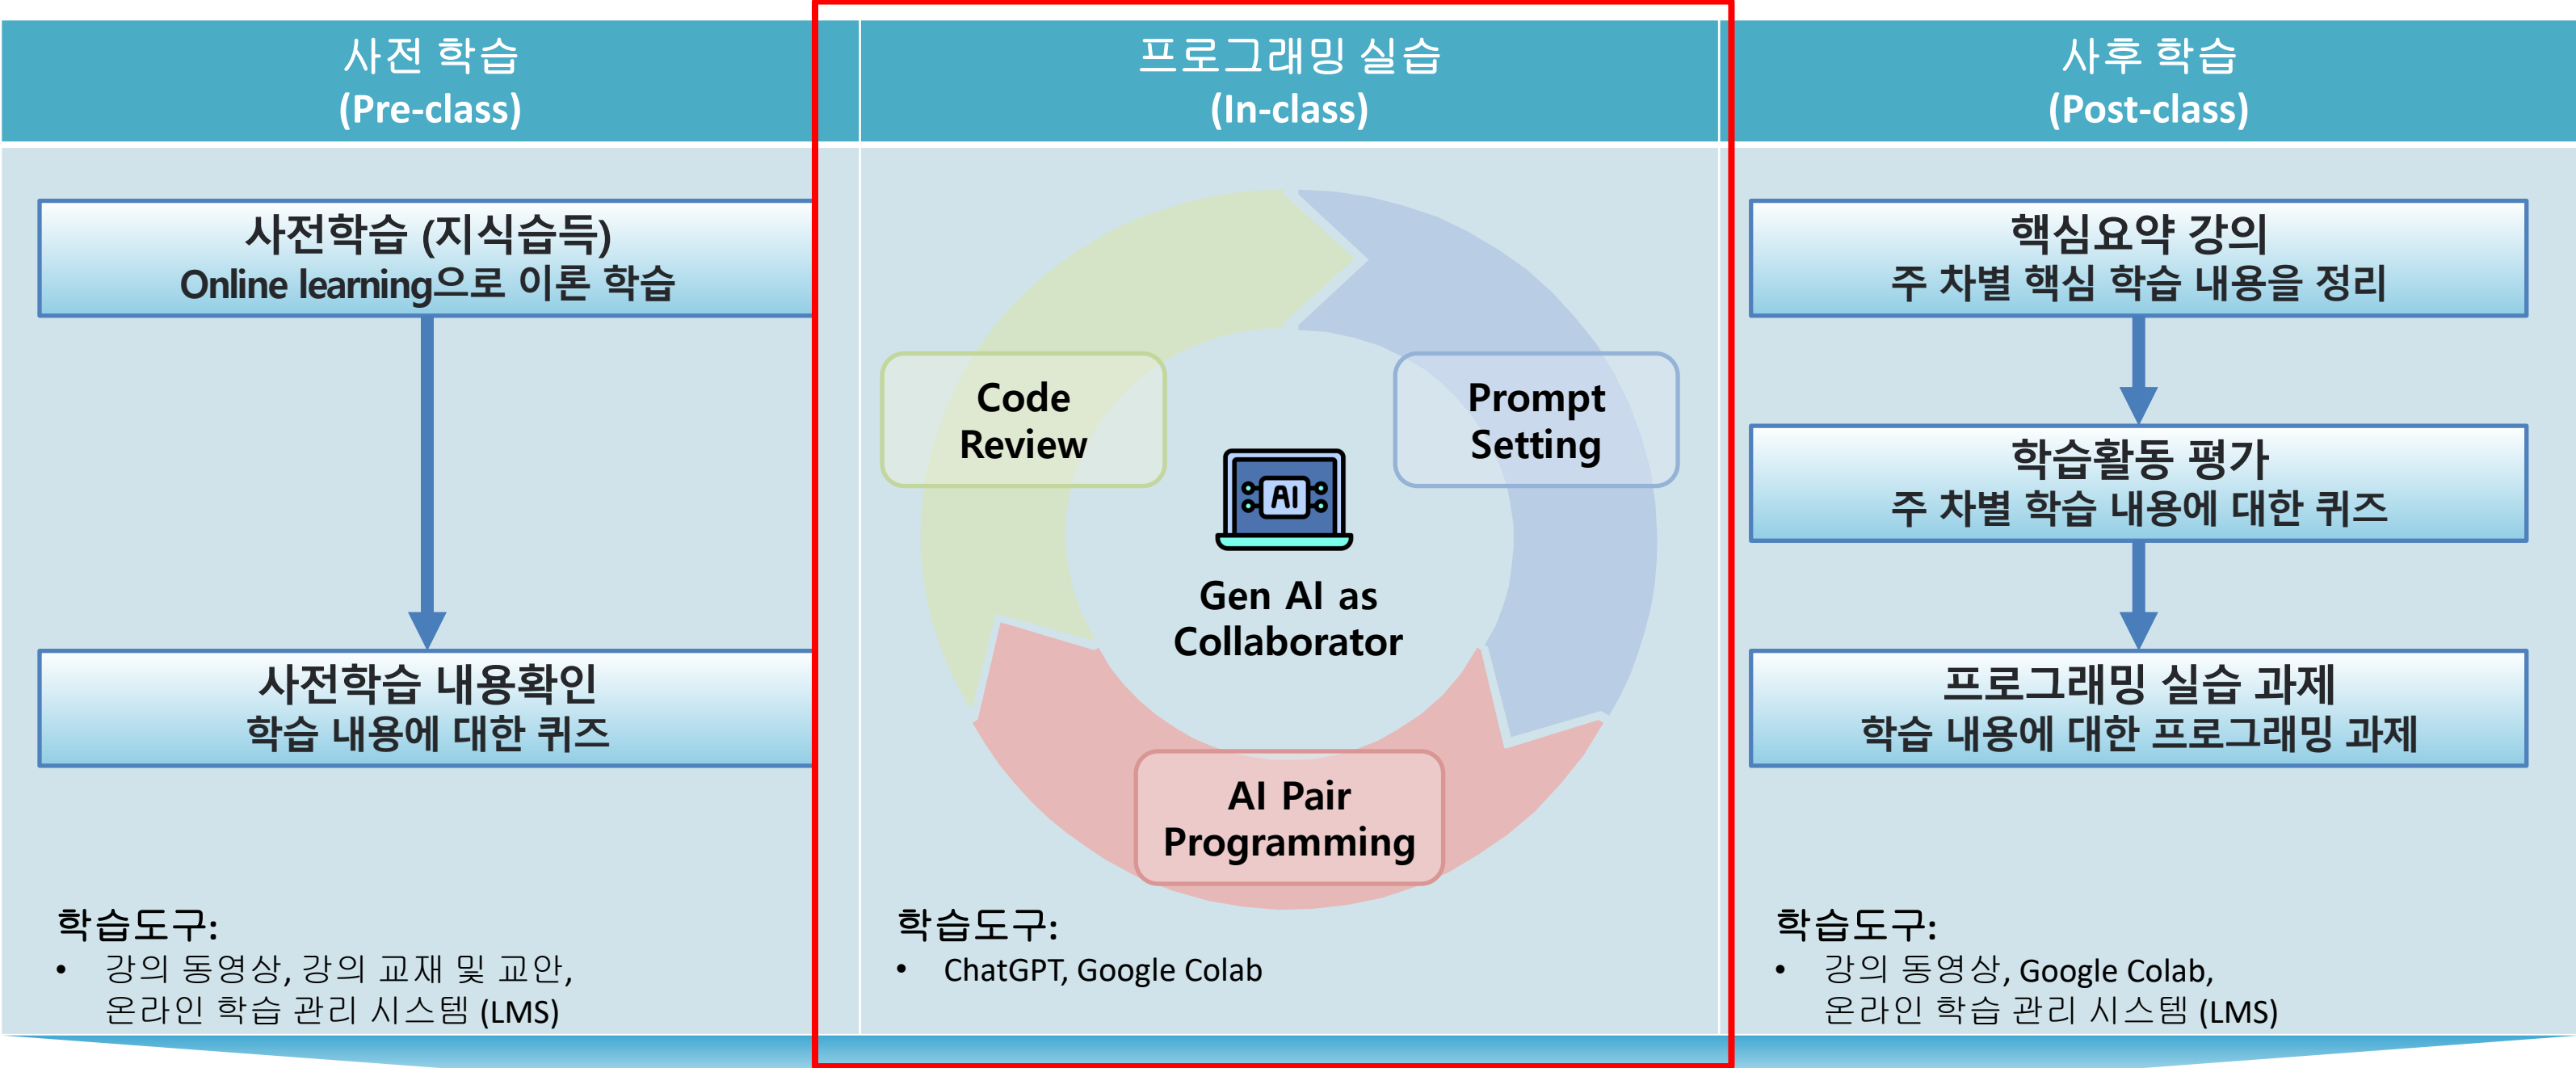 사전 학습
(Pre-class)
사전학습 (지식습득)
Online learning으로 이론 학습
사전학습 내용확인
학습 내용에 대한 퀴즈
학습도구:
• 강의 동영상, 강의 교재 및 교안,
온라인 학습 관리 시스템 (LMS)
프로그래밍 실습
(In-class)
Code
Review
Prompt
Setting
AI
Gen AI as
Collaborator
AI Pair
Programming
학습도구:
• ChatGPT, Google Colab
사후 학습
(Post-class)
핵심요약 강의
주 차별 핵심 학습 내용을 정리
학습활동 평가
주 차별 학습 내용에 대한 퀴즈
프로그래밍 실습 과제
학습 내용에 대한 프로그래밍 과제
학습도구:
• 강의 동영상, Google Colab,
온라인 학습 관리 시스템 (LMS)